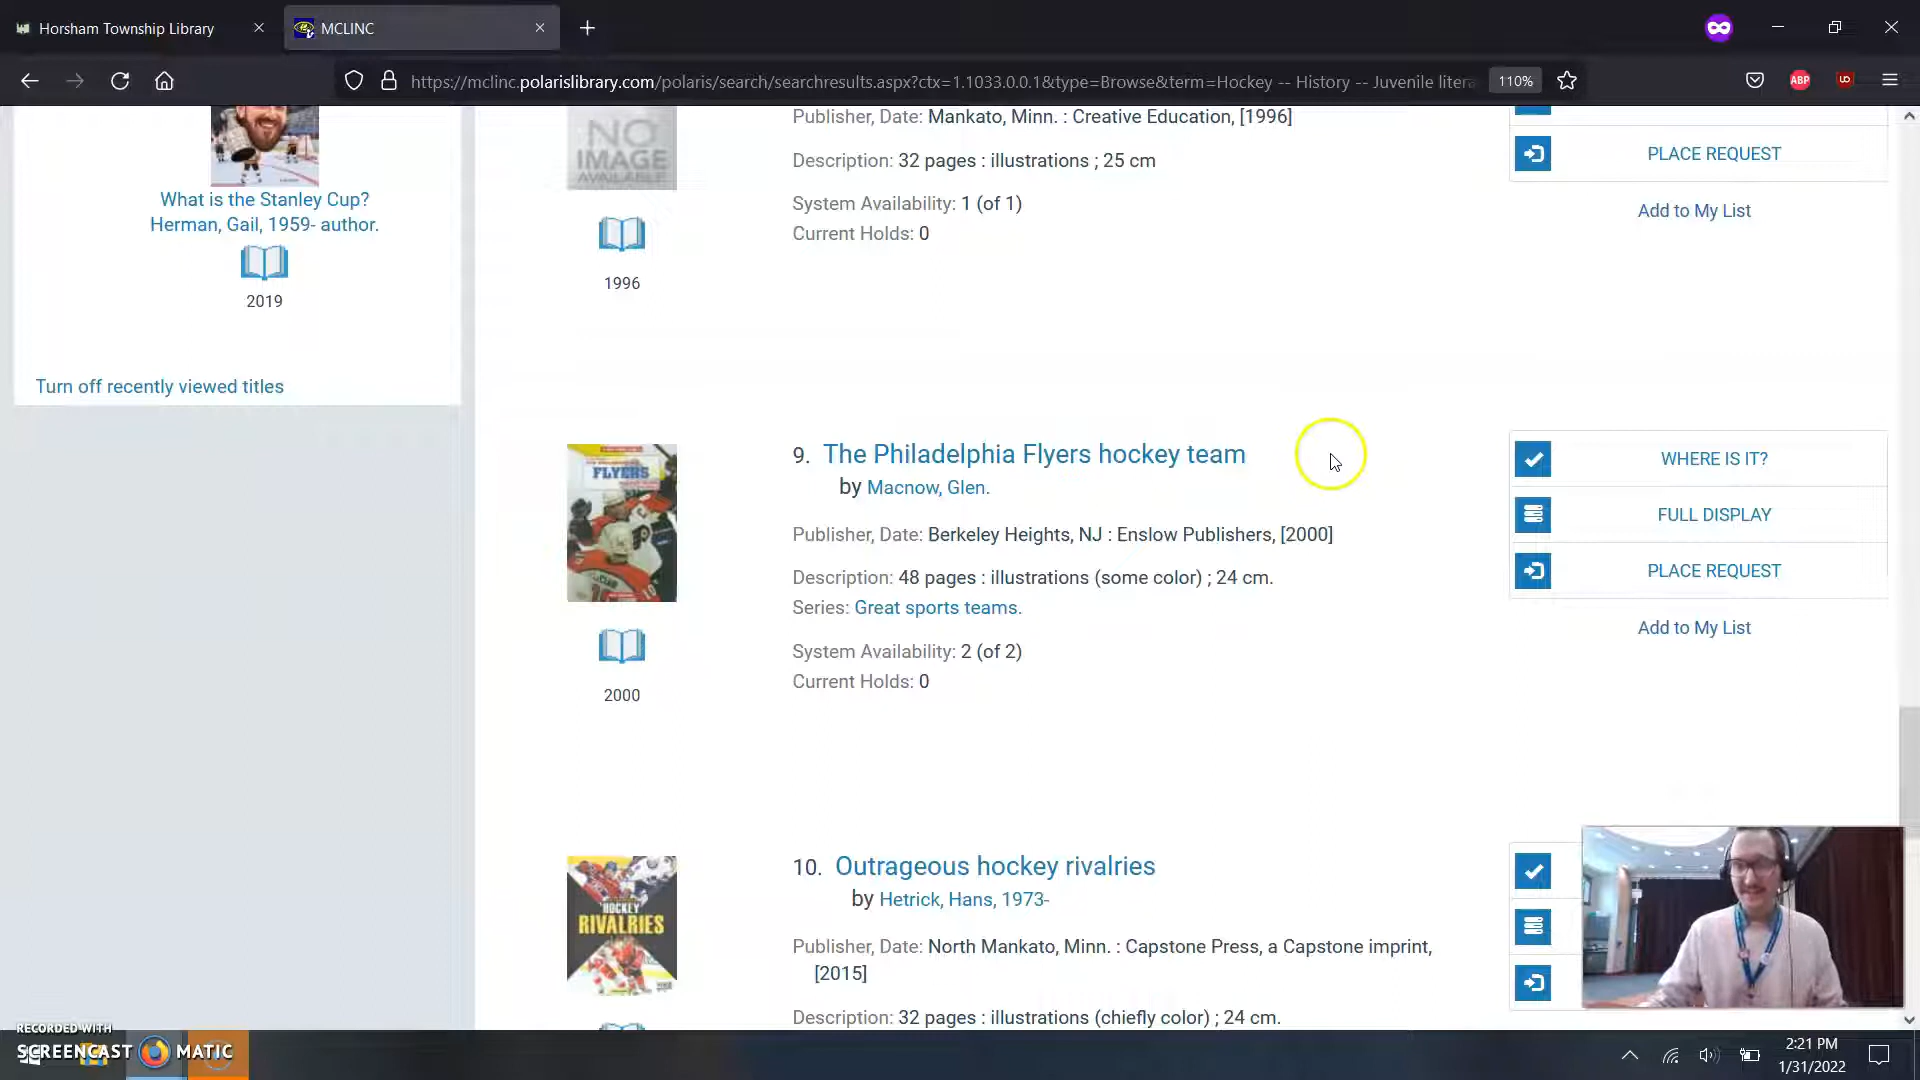 Horsham Township Library
MCLINC
https://mclinc.polarislibrary.com/polaris/search/searchresults.aspx?ctx=1.1033.0.0.1&type=Browse&term=Hockey -- History -- Juvenile litera
110%
ABP
What is the Stanley Cup?
Herman, Gail, 1959- author.
2019
Turn off recently viewed titles
NO
IMAGE
AVAILABLE
1996
Publisher, Date: Mankato, Minn. : Creative Education, [1996]
Description: 32 pages : illustrations ; 25 cm
System Availability: 1 (of 1)
Current Holds: 0
PLACE REQUEST
Add to My List
FLYERS
2000
9. The Philadelphia Flyers hockey team
by Macnow, Glen.
Publisher, Date: Berkeley Heights, NJ : Enslow Publishers, [2000]
Description: 48 pages : illustrations (some color) ; 24 cm.
Series: Great sports teams.
System Availability: 2 (of 2)
Current Holds: 0
WHERE IS IT?
FULL DISPLAY
PLACE REQUEST
Add to My List
HOCKEY
RIVALRIES
10. Outrageous hockey rivalries
by Hetrick, Hans, 1973-
Publisher, Date: North Mankato, Minn. : Capstone Press, a Capstone imprint,
[2015]
Description: 32 pages : illustrations (chiefly color) ; 24 cm.
RECORDED WITH
SCREENCAST MATIC
2:21 PM
1/31/2022